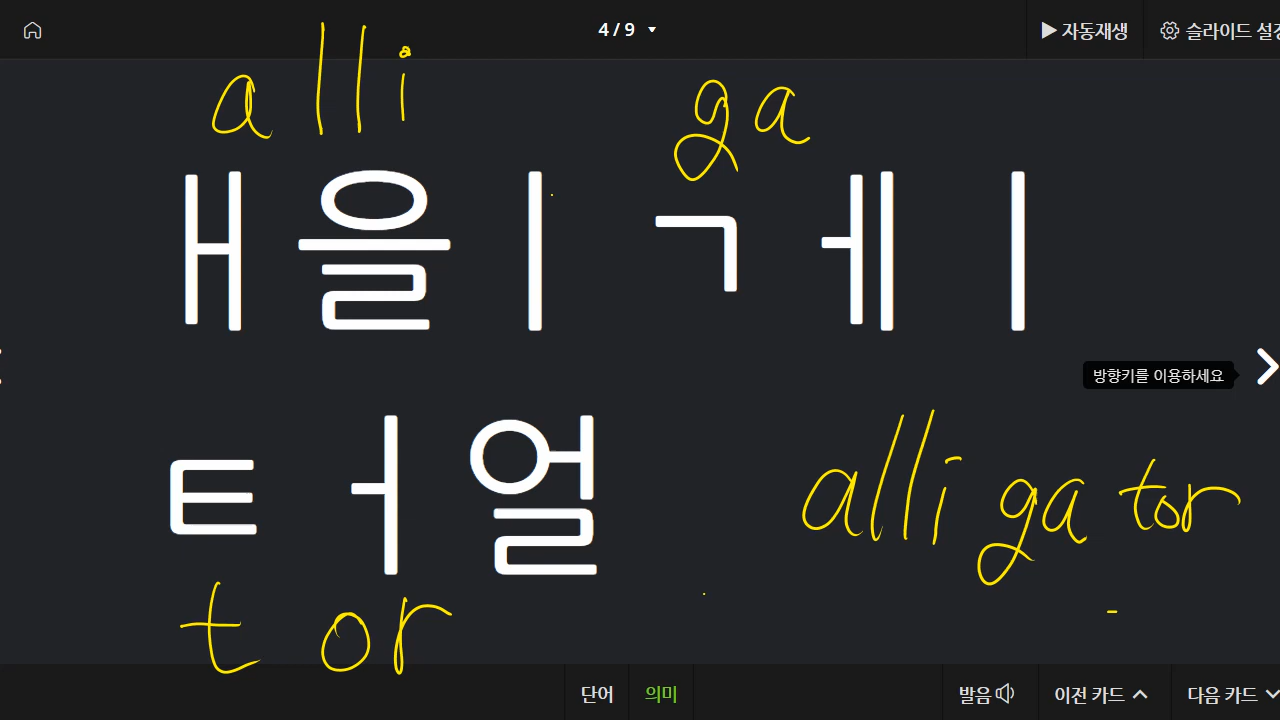 4 / 9
자동재생
슬라이드 설정
alli ga
ㅐ을ㅣㄱㅔㅣ
방향키를 이용하세요
ㅌㅓ얼
alli ga tor
t or
단어 의미 발음 이전 카드 다음 카드